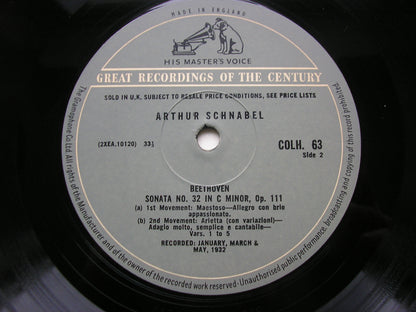 MADE IN ENGLAND
HIS MASTER'S VOICE
GREAT RECORDINGS OF THE CENTURY
SOLD IN U.K. SUBJECT TO RESALE PRICE CONDITIONS, SEE PRICE LISTS
ARTHUR SCHNABEL
(2XEA.10120) 33⅓
COLH. 63
Side 2
BEETHOVEN
SONATA NO. 32 IN C MINOR, Op. 111
(a) 1st Movement: Maestoso—Allegro con brio
appassionato.
(b) 2nd Movement: Arietta (con variazioni)—
Adagio molto, semplice e cantabile—
Vars. 1 to 5
RECORDED: JANUARY, MARCH &
MAY, 1932
The Gramophone Co Ltd. All rights of the Manufacturer and of the owner of the recorded work reserved · Unauthorised public performance, broadcasting and copying of this record prohibited.